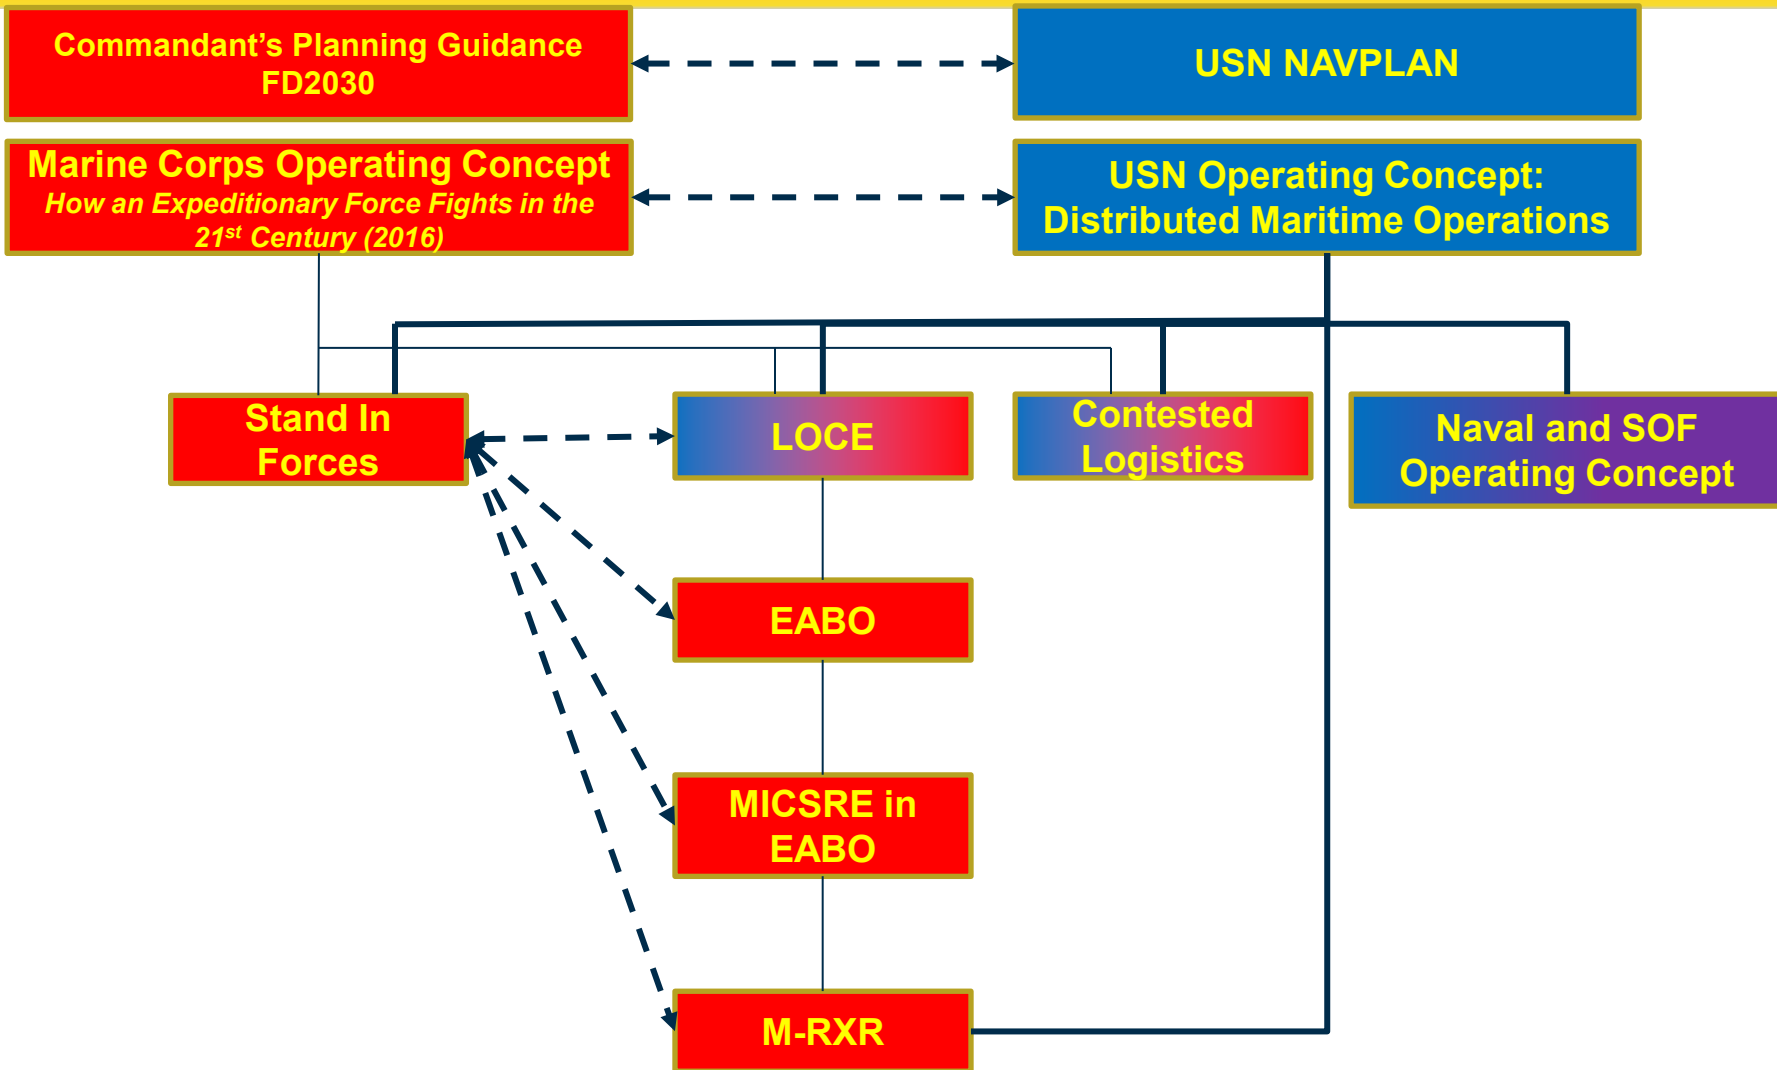 Commandant’s Planning Guidance
FD2030
USN NAVPLAN
Marine Corps Operating Concept
How an Expeditionary Force Fights in the
21st Century (2016)
USN Operating Concept:
Distributed Maritime Operations
Stand In
Forces
LOCE
Contested
Logistics
Naval and SOF
Operating Concept
EABO
MICSRE in
EABO
M-RXR